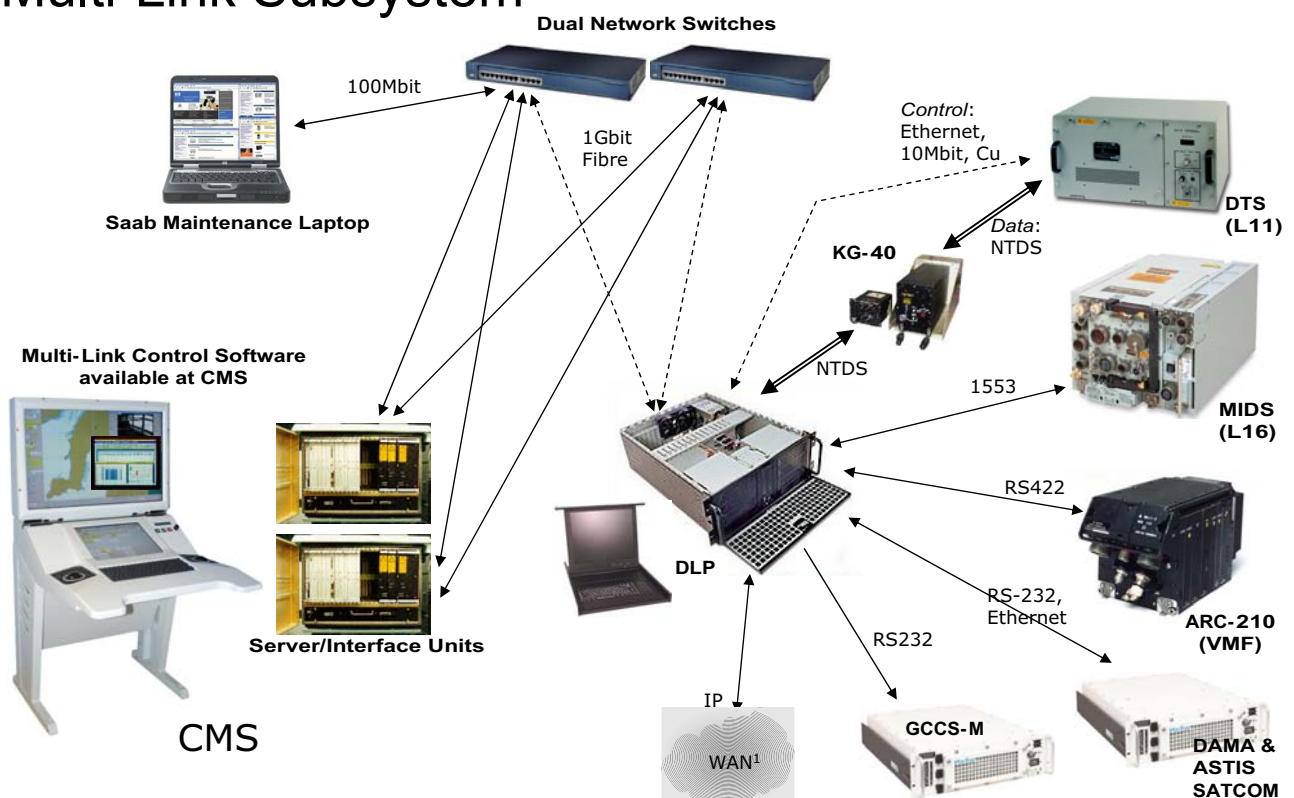 Multi-Link Subsystem
Dual Network Switches
100Mbit
1Gbit
Fibre
Control:
Ethernet,
10Mbit, Cu
Saab Maintenance Laptop
DTS
(L11)
Data:
NTDS
KG-40
NTDS
Multi-Link Control Software
available at CMS
1553
MIDS
(L16)
RS422
DLP
RS-232,
Ethernet
ARC-210
(VMF)
Server/Interface Units
RS232
IP
CMS
WAN¹
GCCS-M
DAMA &
ASTIS
SATCOM